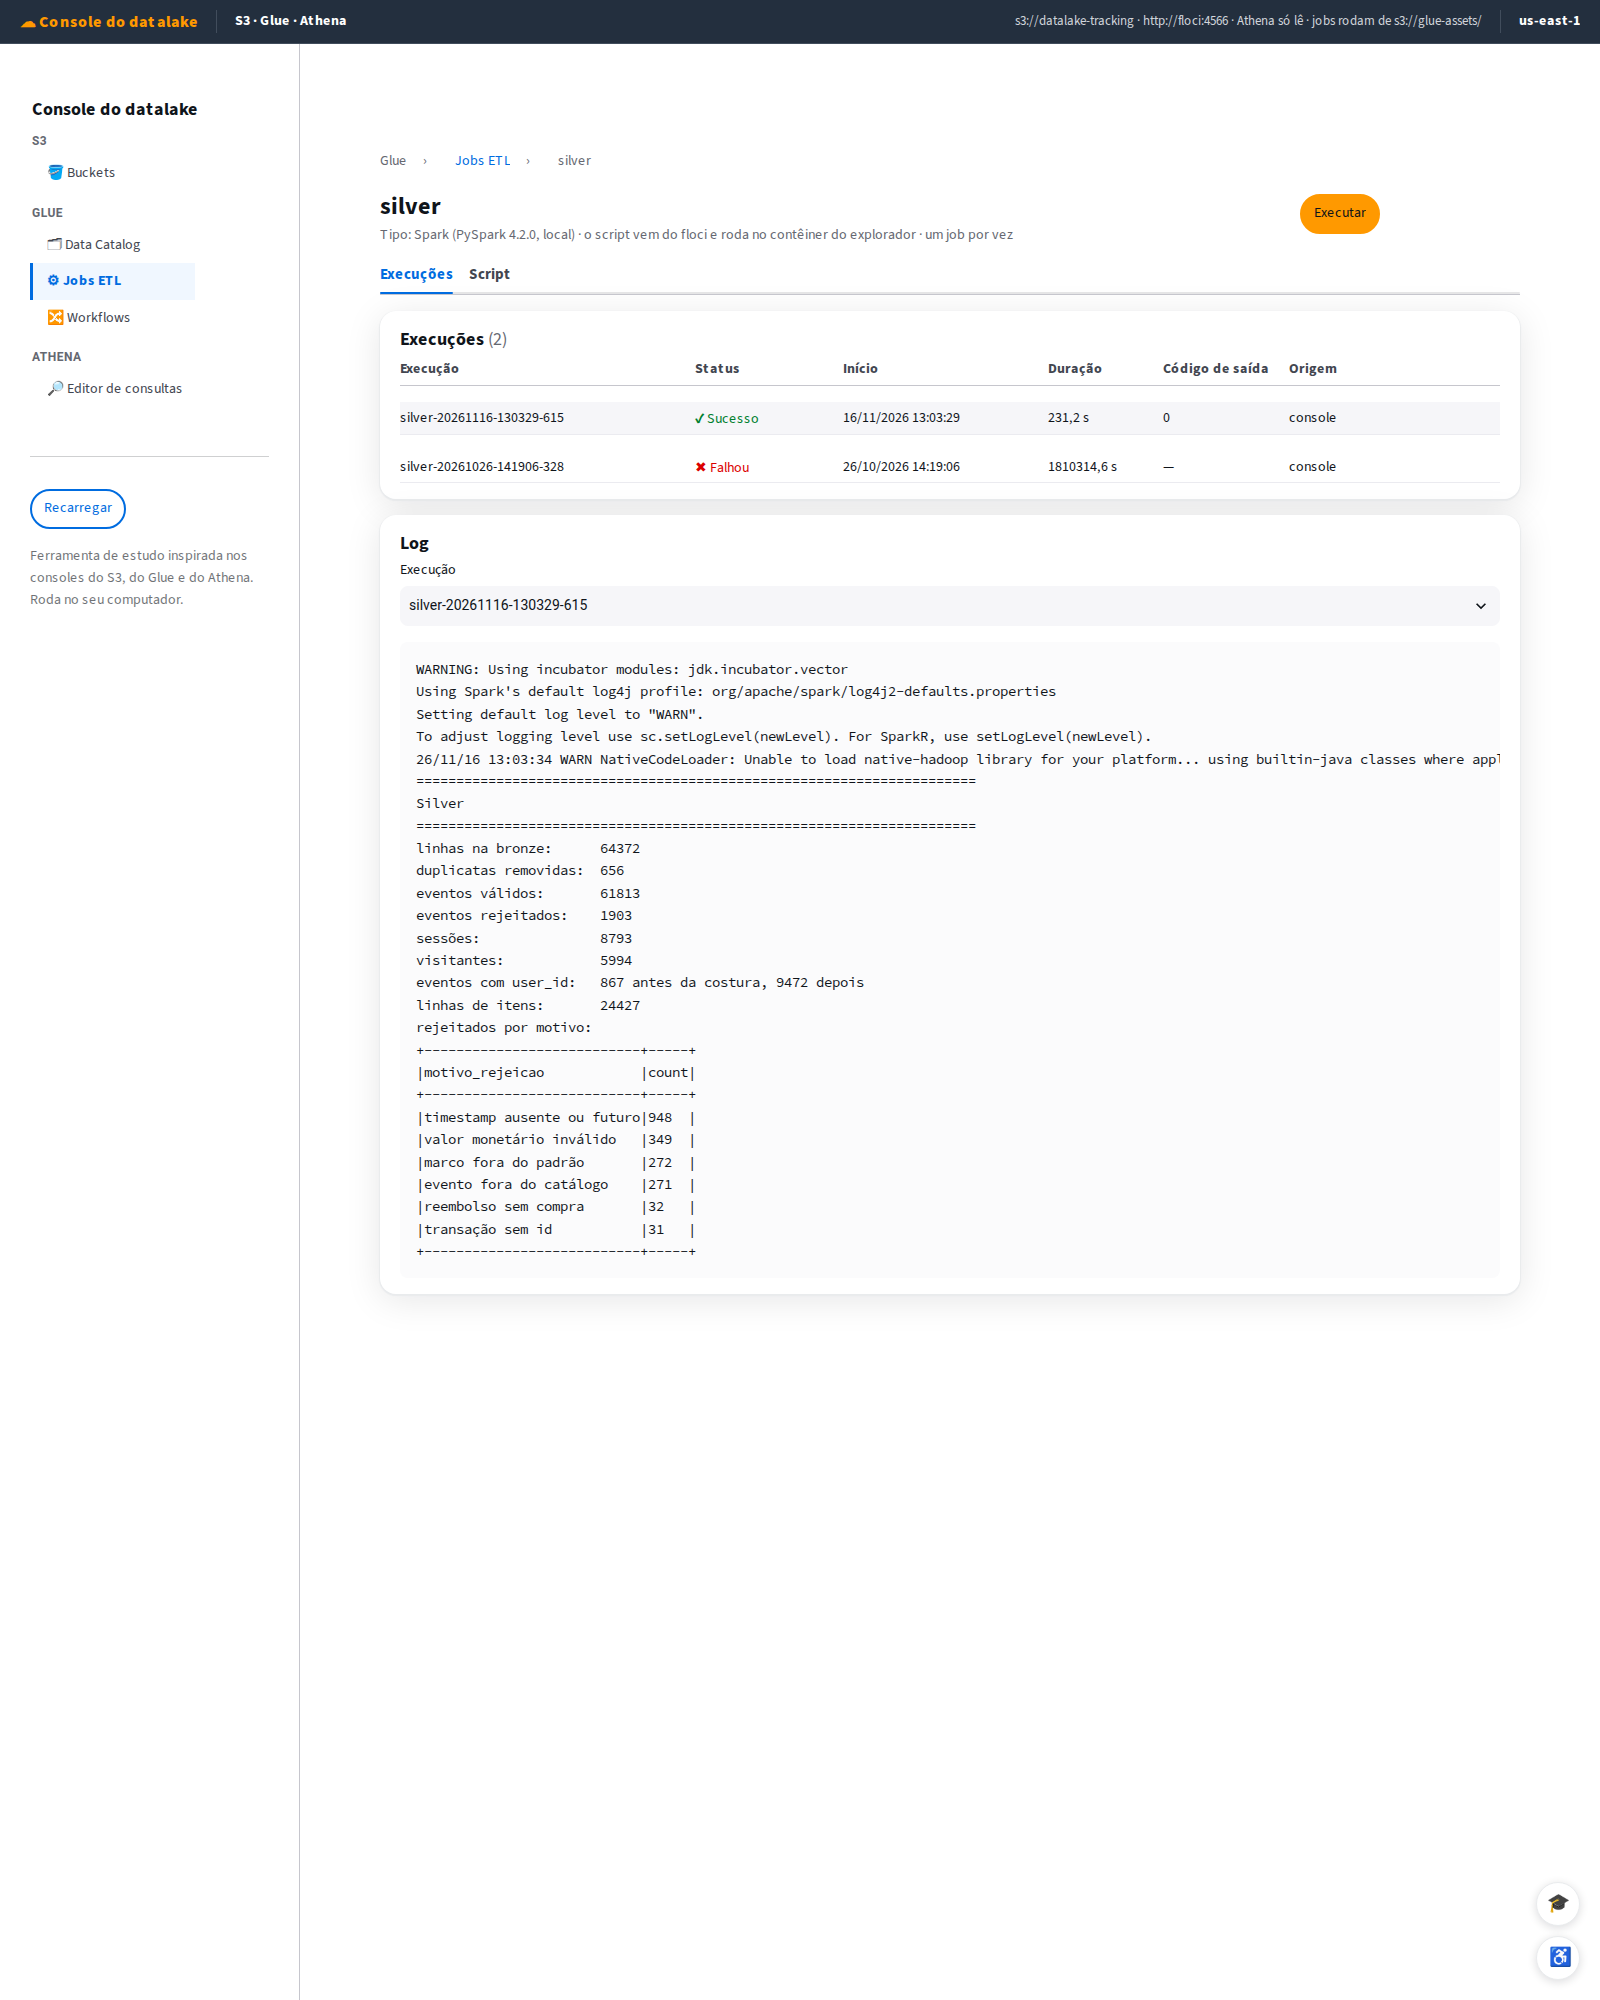 ☁ Console do datalake
S3 · Glue · Athena
s3://datalake-tracking · http://floci:4566 · Athena só lê · jobs rodam de s3://glue-assets/
us-east-1
Console do datalake
S3
Buckets
GLUE
Data Catalog
Jobs ETL
Workflows
ATHENA
Editor de consultas
Recarregar
Ferramenta de estudo inspirada nos
consoles do S3, do Glue e do Athena.
Roda no seu computador.
Glue › Jobs ETL › silver
silver
Executar
Tipo: Spark (PySpark 4.2.0, local) · o script vem do floci e roda no contêiner do explorador · um job por vez
Execuções Script
Execuções (2)
Execução Status Início Duração Código de saída Origem
silver-20261116-130329-615 ✔ Sucesso 16/11/2026 13:03:29 231,2 s 0 console
silver-20261026-141906-328 ✖ Falhou 26/10/2026 14:19:06 1810314,6 s — console
Log
Execução
silver-20261116-130329-615
WARNING: Using incubator modules: jdk.incubator.vector
Using Spark's default log4j profile: org/apache/spark/log4j2-defaults.properties
Setting default log level to "WARN".
To adjust logging level use sc.setLogLevel(newLevel). For SparkR, use setLogLevel(newLevel).
26/11/16 13:03:34 WARN NativeCodeLoader: Unable to load native-hadoop library for your platform... using builtin-java classes where appl
======================================================================
Silver
======================================================================
linhas na bronze:      64372
duplicatas removidas:  656
eventos válidos:       61813
eventos rejeitados:    1903
sessões:               8793
visitantes:            5994
eventos com user_id:   867 antes da costura, 9472 depois
linhas de itens:       24427
rejeitados por motivo:
+---------------------------+-----+
|motivo_rejeicao            |count|
+---------------------------+-----+
|timestamp ausente ou futuro|948  |
|valor monetário inválido   |349  |
|marco fora do padrão       |272  |
|evento fora do catálogo    |271  |
|reembolso sem compra       |32   |
|transação sem id           |31   |
+---------------------------+-----+